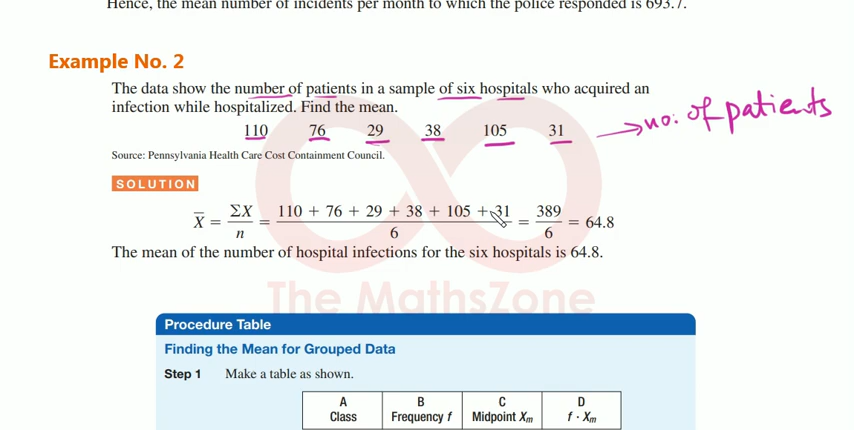 Hence, the mean number of incidents per month to which the police responded is 693.7.
Example No. 2
The data show the number of patients in a sample of six hospitals who acquired an
infection while hospitalized. Find the mean.
110 76 29 38 105 31
→ no. of patients
Source: Pennsylvania Health Care Cost Containment Council.
SOLUTION
X̄ = ΣX/n = (110 + 76 + 29 + 38 + 105 + 31)/6 = 389/6 = 64.8
The mean of the number of hospital infections for the six hospitals is 64.8.
The MathsZone
Procedure Table
Finding the Mean for Grouped Data
Step 1 Make a table as shown.
A B C D
Class Frequency f Midpoint Xₘ f · Xₘ